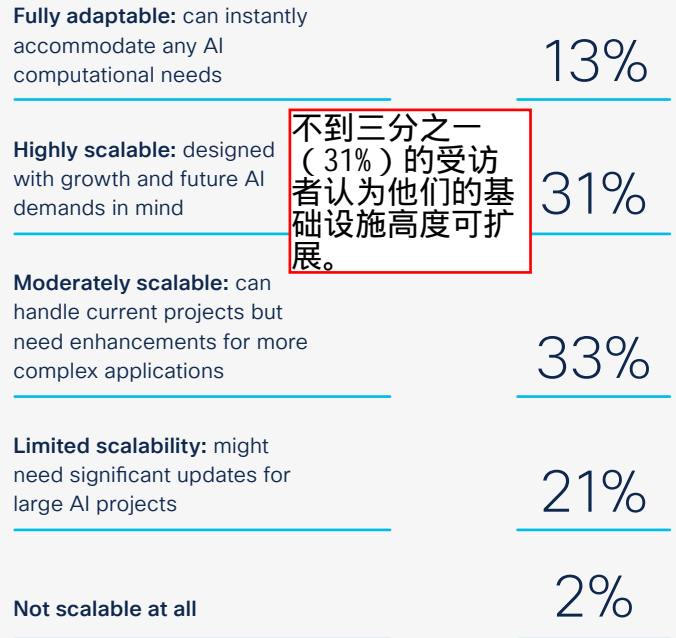 Fully adaptable: can instantly
accommodate any AI
computational needs
13%
Highly scalable: designed
with growth and future AI
demands in mind
31%
不到三分之一
（31%）的受访
者认为他们的基
础设施高度可扩
展。
Moderately scalable: can
handle current projects but
need enhancements for more
complex applications
33%
Limited scalability: might
need significant updates for
large AI projects
21%
Not scalable at all
2%